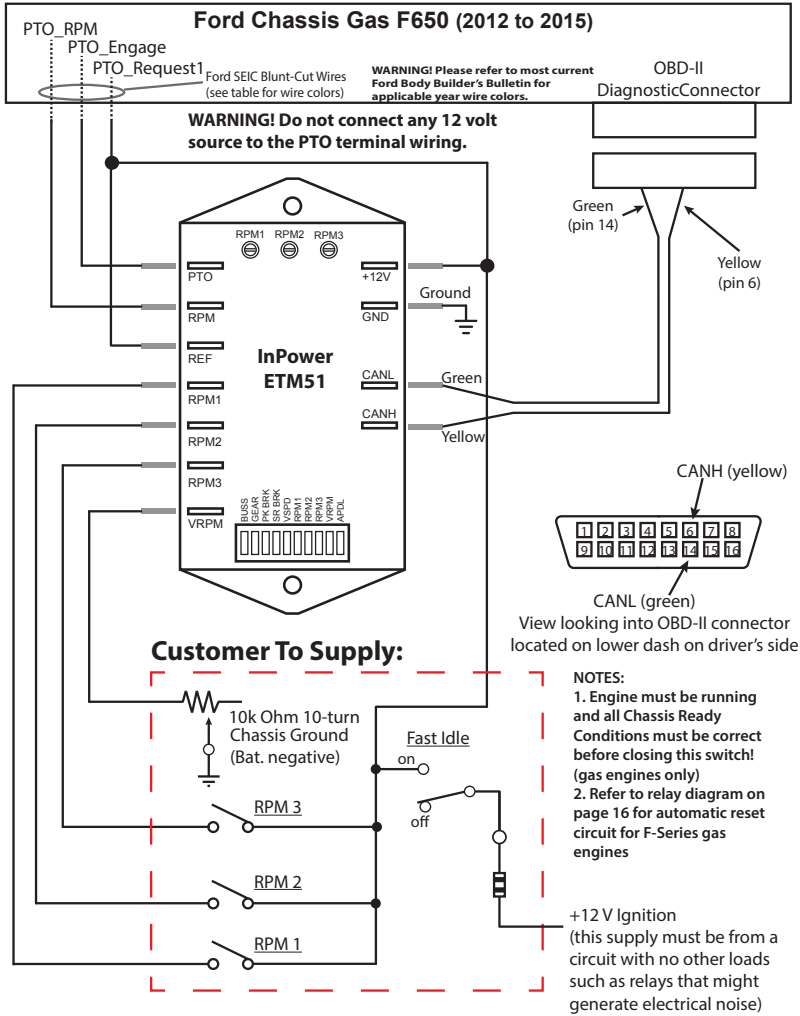 Ford Chassis Gas F650 (2012 to 2015)
PTO_RPM
PTO_Engage
PTO_Request1
Ford SEIC Blunt-Cut Wires
(see table for wire colors)
WARNING! Please refer to most current
Ford Body Builder's Bulletin for
applicable year wire colors.
OBD-II
DiagnosticConnector
WARNING! Do not connect any 12 volt
source to the PTO terminal wiring.
Green
(pin 14)
Yellow
(pin 6)
RPM1
RPM2
RPM3
PTO
+12V
Ground
RPM
GND
REF
InPower
ETM51
CANL
Green
RPM1
CANH
Yellow
RPM2
RPM3
VRPM
BUSS
GEAR
PK BRK
SR BRK
VSPD
RPM1
RPM2
RPM3
VRPM
APDL
CANH (yellow)
1 2 3 4 5 6 7 8
9 10 11 12 13 14 15 16
CANL (green)
View looking into OBD-II connector
located on lower dash on driver's side
Customer To Supply:
10k Ohm 10-turn
Chassis Ground
(Bat. negative)
Fast Idle
on
off
RPM 3
RPM 2
RPM 1
NOTES:
1. Engine must be running
and all Chassis Ready
Conditions must be correct
before closing this switch!
(gas engines only)
2. Refer to relay diagram on
page 16 for automatic reset
circuit for F-Series gas
engines
+12 V Ignition
(this supply must be from a
circuit with no other loads
such as relays that might
generate electrical noise)